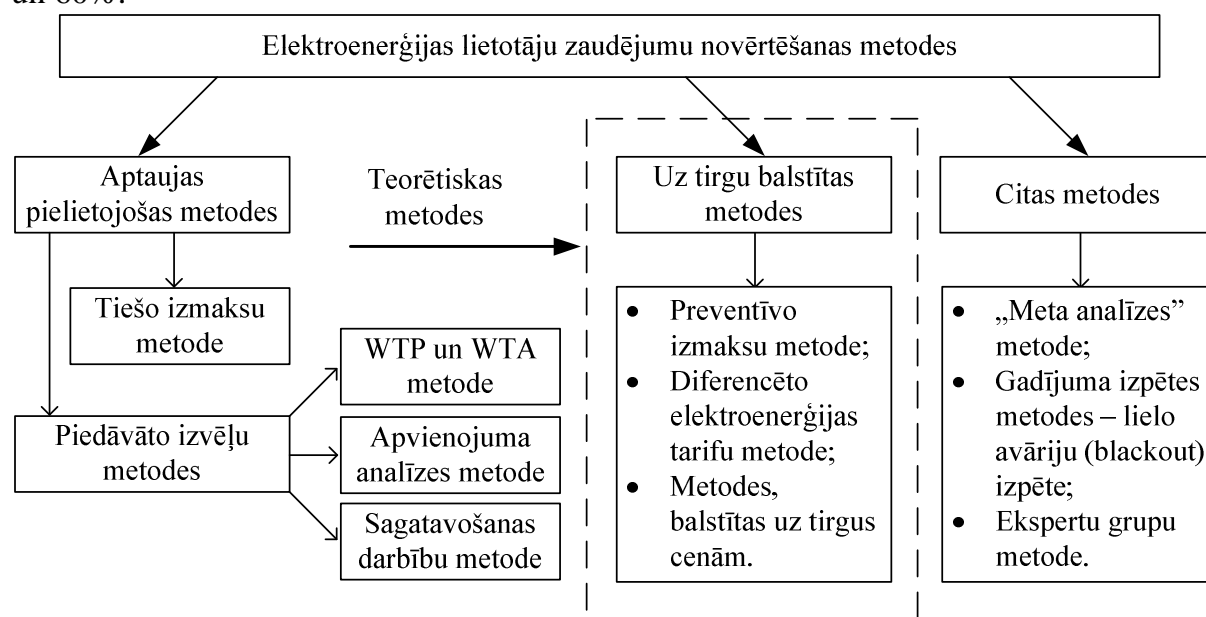 Elektroenerģijas lietotāju zaudējumu novērtēšanas metodes
Aptaujas
pielietojošas metodes
Teorētiskas
metodes
Uz tirgu balstītas
metodes
Citas metodes
Tiešo izmaksu
metode
Piedāvāto izvēļu
metodes
WTP un WTA
metode
Apvienojuma
analīzes metode
Sagatavošanas
darbību metode
• Preventīvo
izmaksu metode;
• Diferencēto
elektroenerģijas
tarifu metode;
• Metodes,
balstītas uz tirgus
cenām.
• „Meta analīzes”
metode;
• Gadījuma izpētes
metodes – lielo
avāriju (blackout)
izpēte;
• Ekspertu grupu
metode.